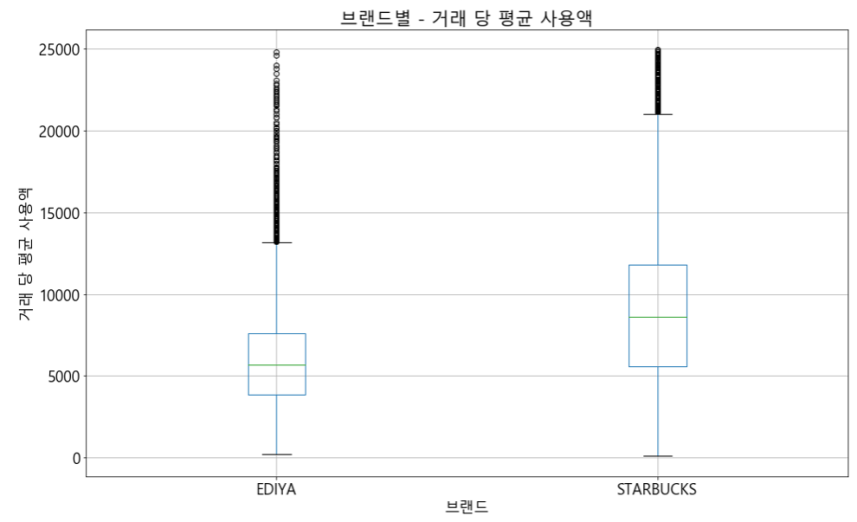 브랜드별 - 거래 당 평균 사용액
25000
20000
15000
10000
5000
0
거래 당 평균 사용액
EDIYA
STARBUCKS
브랜드